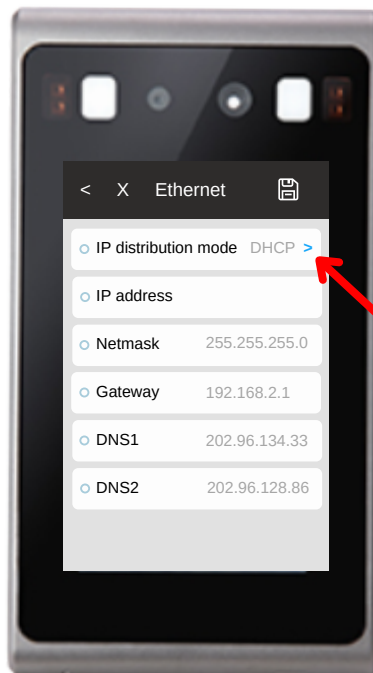 < X Ethernet
IP distribution mode DHCP >
IP address
Netmask 255.255.255.0
Gateway 192.168.2.1
DNS1 202.96.134.33
DNS2 202.96.128.86